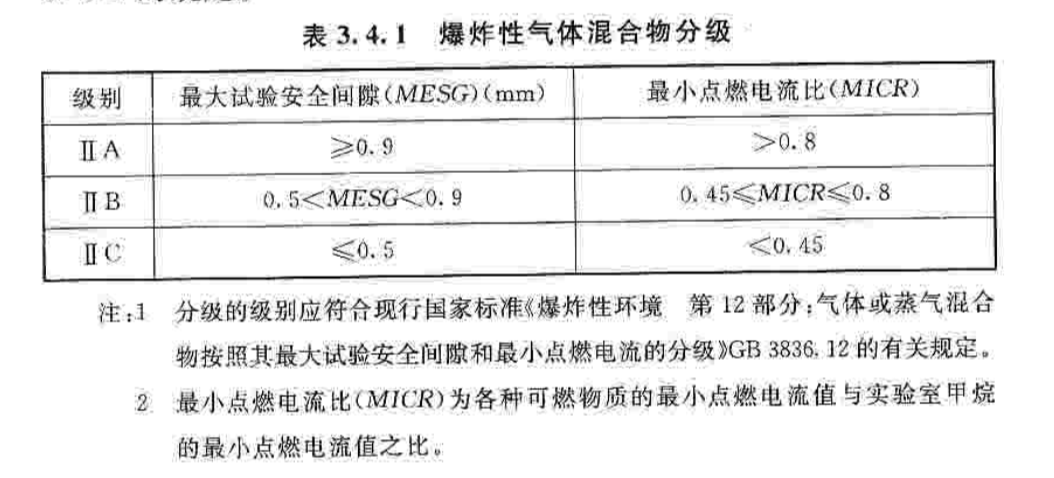 表 3.4.1 爆炸性气体混合物分级
级别 最大试验安全间隙(MESG)(mm) 最小点燃电流比(MICR)
ⅡA ≥0.9 >0.8
ⅡB 0.5<MESG<0.9 0.45≤MICR≤0.8
ⅡC ≤0.5 <0.45
注:1 分级的级别应符合现行国家标准《爆炸性环境 第12部分:气体或蒸气混合
物按照其最大试验安全间隙和最小点燃电流的分级》GB 3836.12的有关规定。
2 最小点燃电流比(MICR)为各种可燃物质的最小点燃电流值与实验室甲烷
的最小点燃电流值之比。